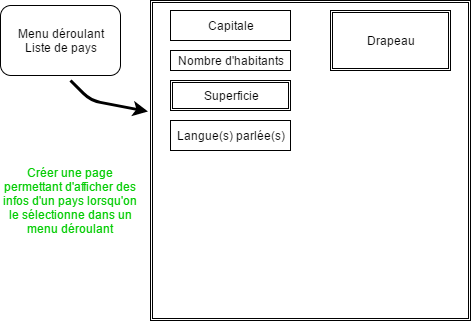 Menu déroulant
Liste de pays
Capitale
Drapeau
Nombre d'habitants
Superficie
Langue(s) parlée(s)
Créer une page
permettant d'afficher des
infos d'un pays lorsqu'on
le sélectionne dans un
menu déroulant